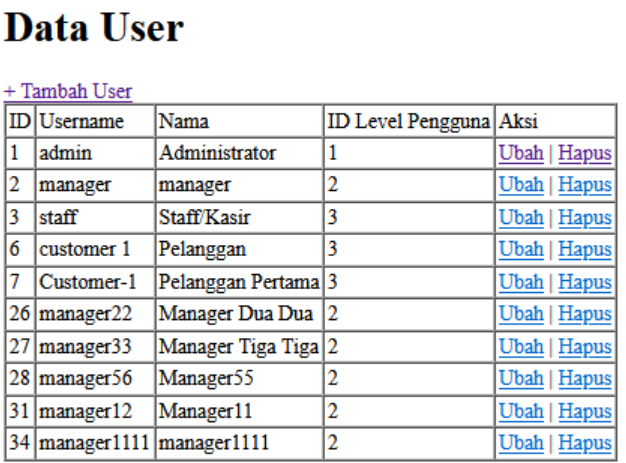 Data User
+ Tambah User
ID Username Nama ID Level Pengguna Aksi
1 admin Administrator 1 Ubah | Hapus
2 manager manager 2 Ubah | Hapus
3 staff Staff/Kasir 3 Ubah | Hapus
6 customer 1 Pelanggan 3 Ubah | Hapus
7 Customer-1 Pelanggan Pertama 3 Ubah | Hapus
26 manager22 Manager Dua Dua 2 Ubah | Hapus
27 manager33 Manager Tiga Tiga 2 Ubah | Hapus
28 manager56 Manager55 2 Ubah | Hapus
31 manager12 Manager11 2 Ubah | Hapus
34 manager1111 manager1111 2 Ubah | Hapus